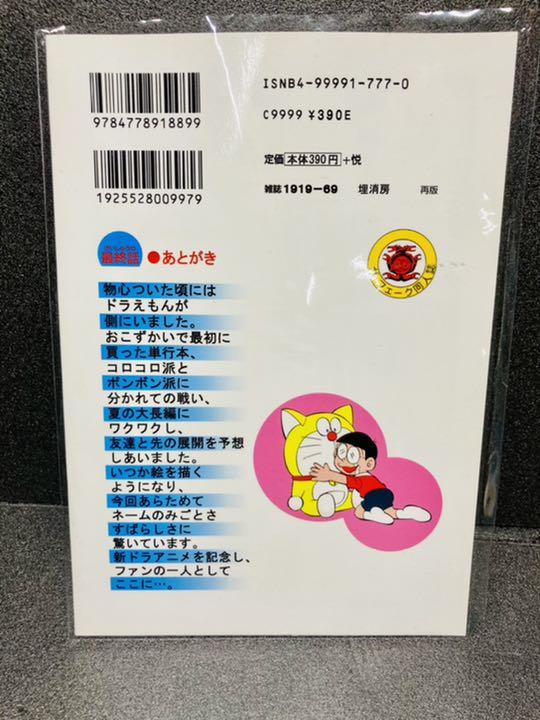 ISNB4-99991-777-0
9784778918899
C9999 ¥390E
定価 本体390円 +悦
1925528009979
雑誌 1919-69 埋消房 再版
最終話 ●あとがき
物心ついた頃には
ドラえもんが
側にいました。
おこずかいで最初に
買った単行本、
コロコロ派と
ボンボン派に
分かれての戦い、
夏の大長編に
ワクワクし、
友達と先の展開を予想
しあいました。
いつか絵を描く
ようになり、
今回あらためて
ネームのみごとさ
すばらしさに
驚いています。
新ドラアニメを記念し、
ファンの一人として
ここに…。